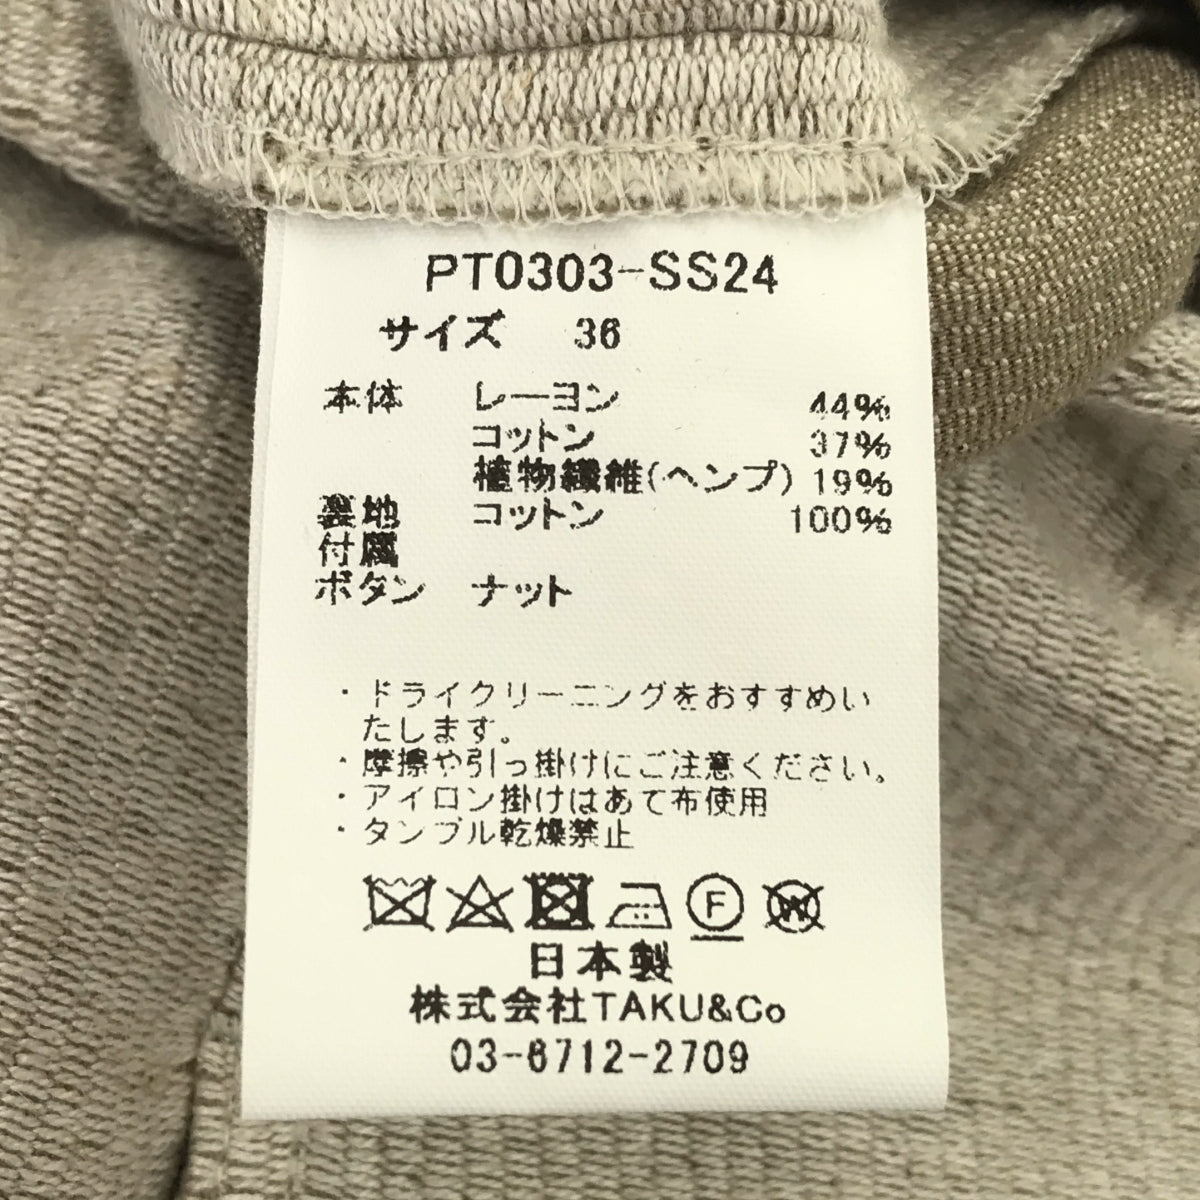 PT0303-SS24
サイズ 36
本体 レーヨン 44%
コットン 37%
植物繊維(ヘンプ) 19%
裏地 コットン 100%
付属
ボタン ナット
・ドライクリーニングをおすすめい
たします。
・摩擦や引っ掛けにご注意ください。
・アイロン掛けはあて布使用
・タンブル乾燥禁止
F W
日本製
株式会社TAKU&Co
03-6712-2709